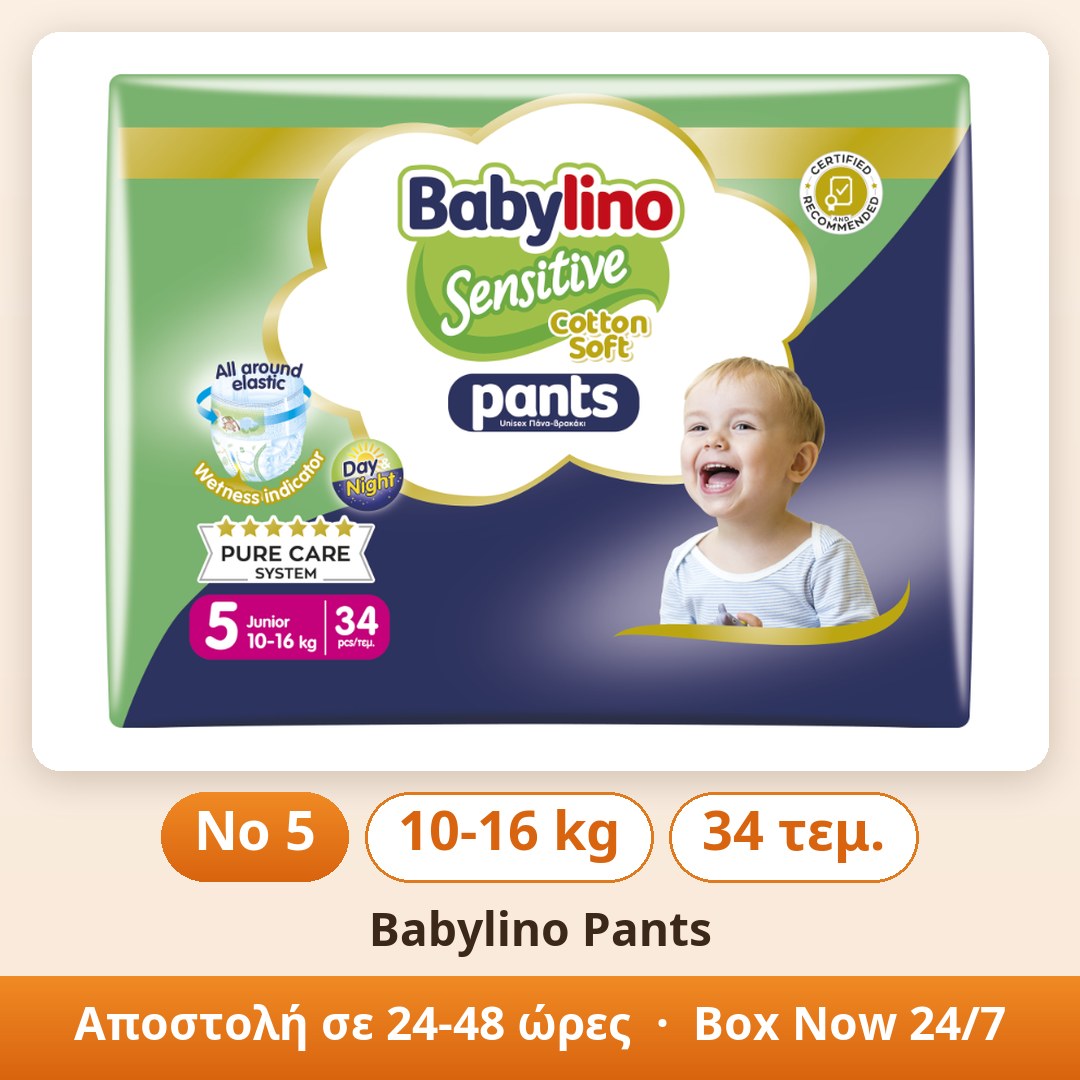 Babylino
Sensitive
Cotton
Soft
pants
Unisex Πάνα-Βρακάκι
CERTIFIED
AND
RECOMMENDED
All around
elastic
Wetness indicator
Day &
Night
PURE CARE
SYSTEM
5 Junior 10-16 kg 34 pcs/τεμ.
No 5 10-16 kg 34 τεμ.
Babylino Pants
Αποστολή σε 24-48 ώρες · Box Now 24/7